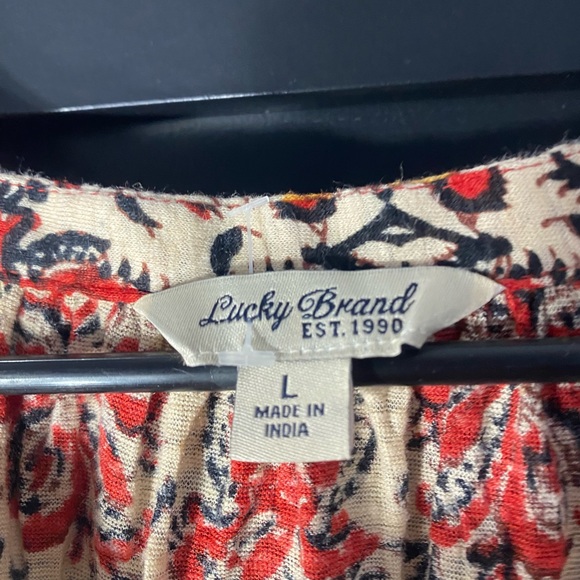 Lucky Brand
EST. 1990
L
MADE IN
INDIA